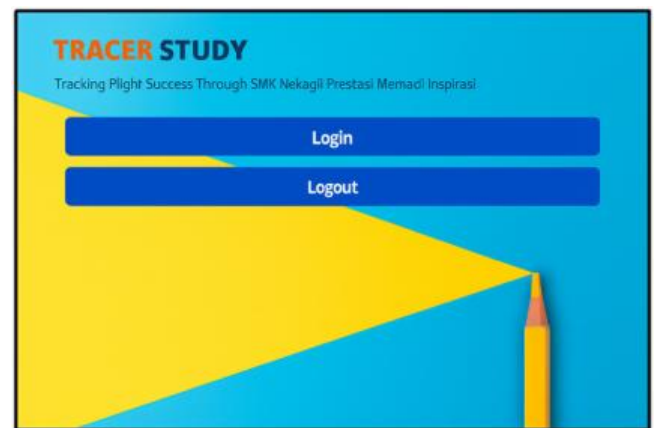 TRACER STUDY
Tracking Plight Success Through SMK Nekagil Prestasi Memadi Inspirasi
Login
Logout